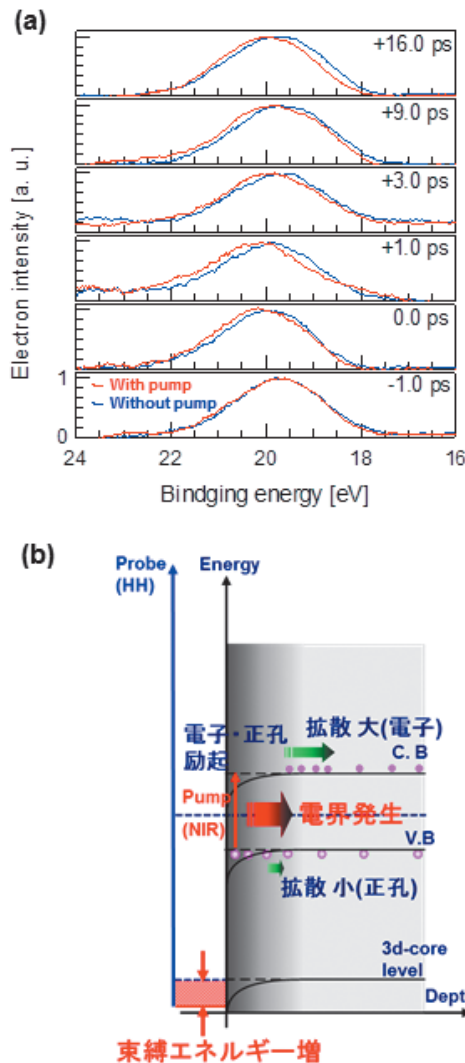 (a)
+16.0 ps
+9.0 ps
+3.0 ps
+1.0 ps
0.0 ps
-1.0 ps
Electron intensity [a. u.]
With pump
Without pump
1
0
24
22
20
18
16
Bindging energy [eV]
(b)
Probe
(HH)
Energy
電子・正孔
励起
拡散 大(電子)
C. B
Pump
(NIR)
電界発生
V.B
拡散 小(正孔)
3d-core
level
Dept
束縛エネルギー増